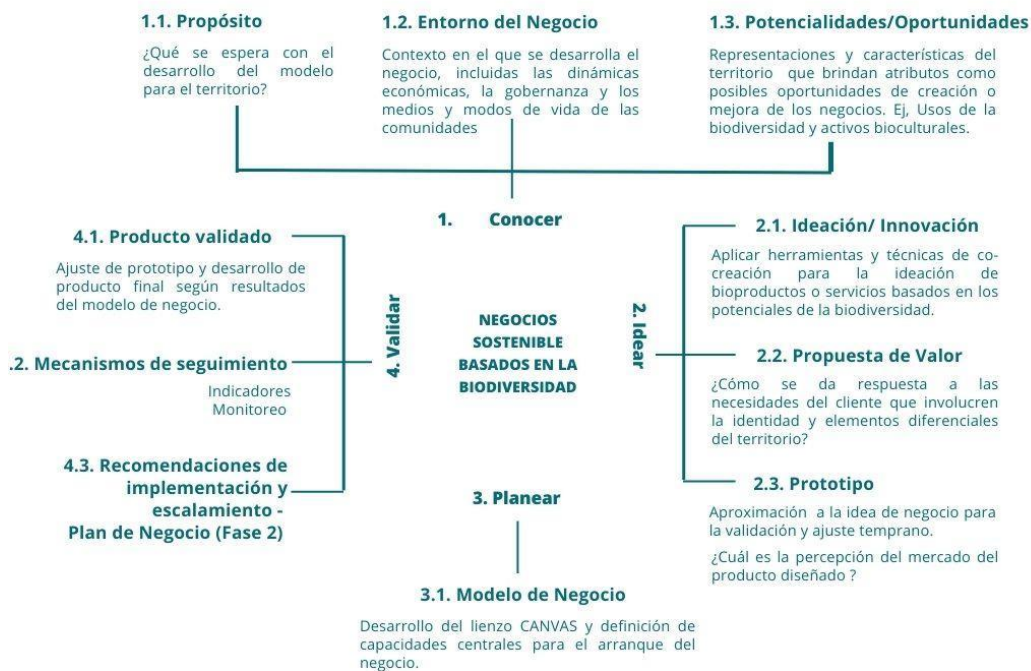 1.1. Propósito
¿Qué se espera con el
desarrollo del modelo
para el territorio?
1.2. Entorno del Negocio
Contexto en el que se desarrolla el
negocio, incluidas las dinámicas
económicas, la gobernanza y los
medios y modos de vida de las
comunidades
1.3. Potencialidades/Oportunidades
Representaciones y características del
territorio que brindan atributos como
posibles oportunidades de creación o
mejora de los negocios. Ej, Usos de la
biodiversidad y activos bioculturales.
1. Conocer
NEGOCIOS
SOSTENIBLE
BASADOS EN LA
BIODIVERSIDAD
2. Idear
2.1. Ideación/ Innovación
Aplicar herramientas y técnicas de co-
creación para la ideación de
bioproductos o servicios basados en los
potenciales de la biodiversidad.
2.2. Propuesta de Valor
¿Cómo se da respuesta a las
necesidades del cliente que involucren
la identidad y elementos diferenciales
del territorio?
2.3. Prototipo
Aproximación a la idea de negocio para
la validación y ajuste temprano.
¿Cuál es la percepción del mercado del
producto diseñado ?
3. Planear
3.1. Modelo de Negocio
Desarrollo del lienzo CANVAS y definición de
capacidades centrales para el arranque del
negocio.
4. Validar
4.1. Producto validado
Ajuste de prototipo y desarrollo de
producto final según resultados
del modelo de negocio.
.2. Mecanismos de seguimiento
Indicadores
Monitoreo
4.3. Recomendaciones de
implementación y
escalamiento -
Plan de Negocio (Fase 2)